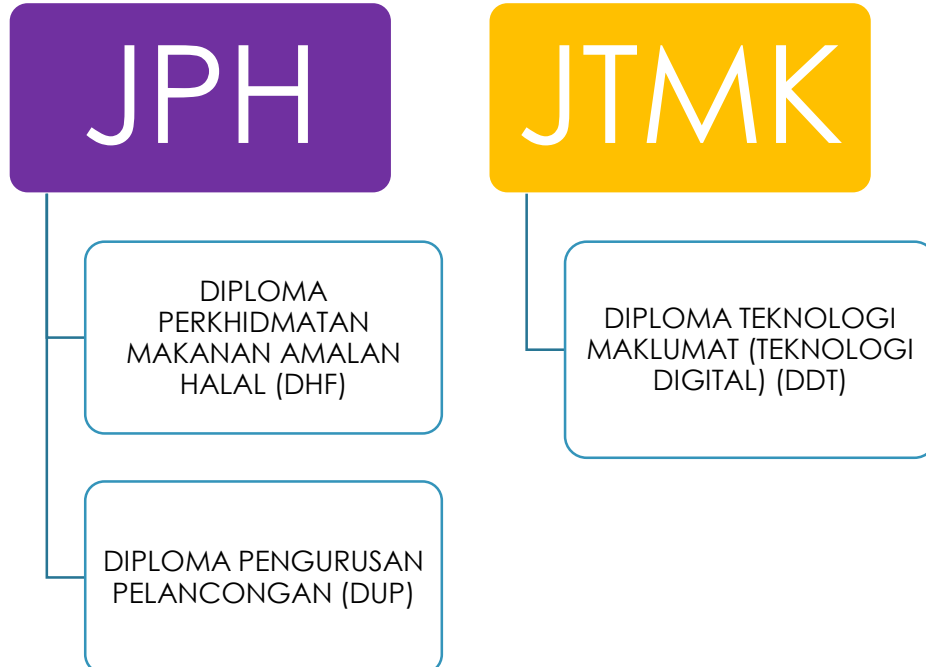 JPH
DIPLOMA
PERKHIDMATAN
MAKANAN AMALAN
HALAL (DHF)
DIPLOMA PENGURUSAN
PELANCONGAN (DUP)
JTMK
DIPLOMA TEKNOLOGI
MAKLUMAT (TEKNOLOGI
DIGITAL) (DDT)